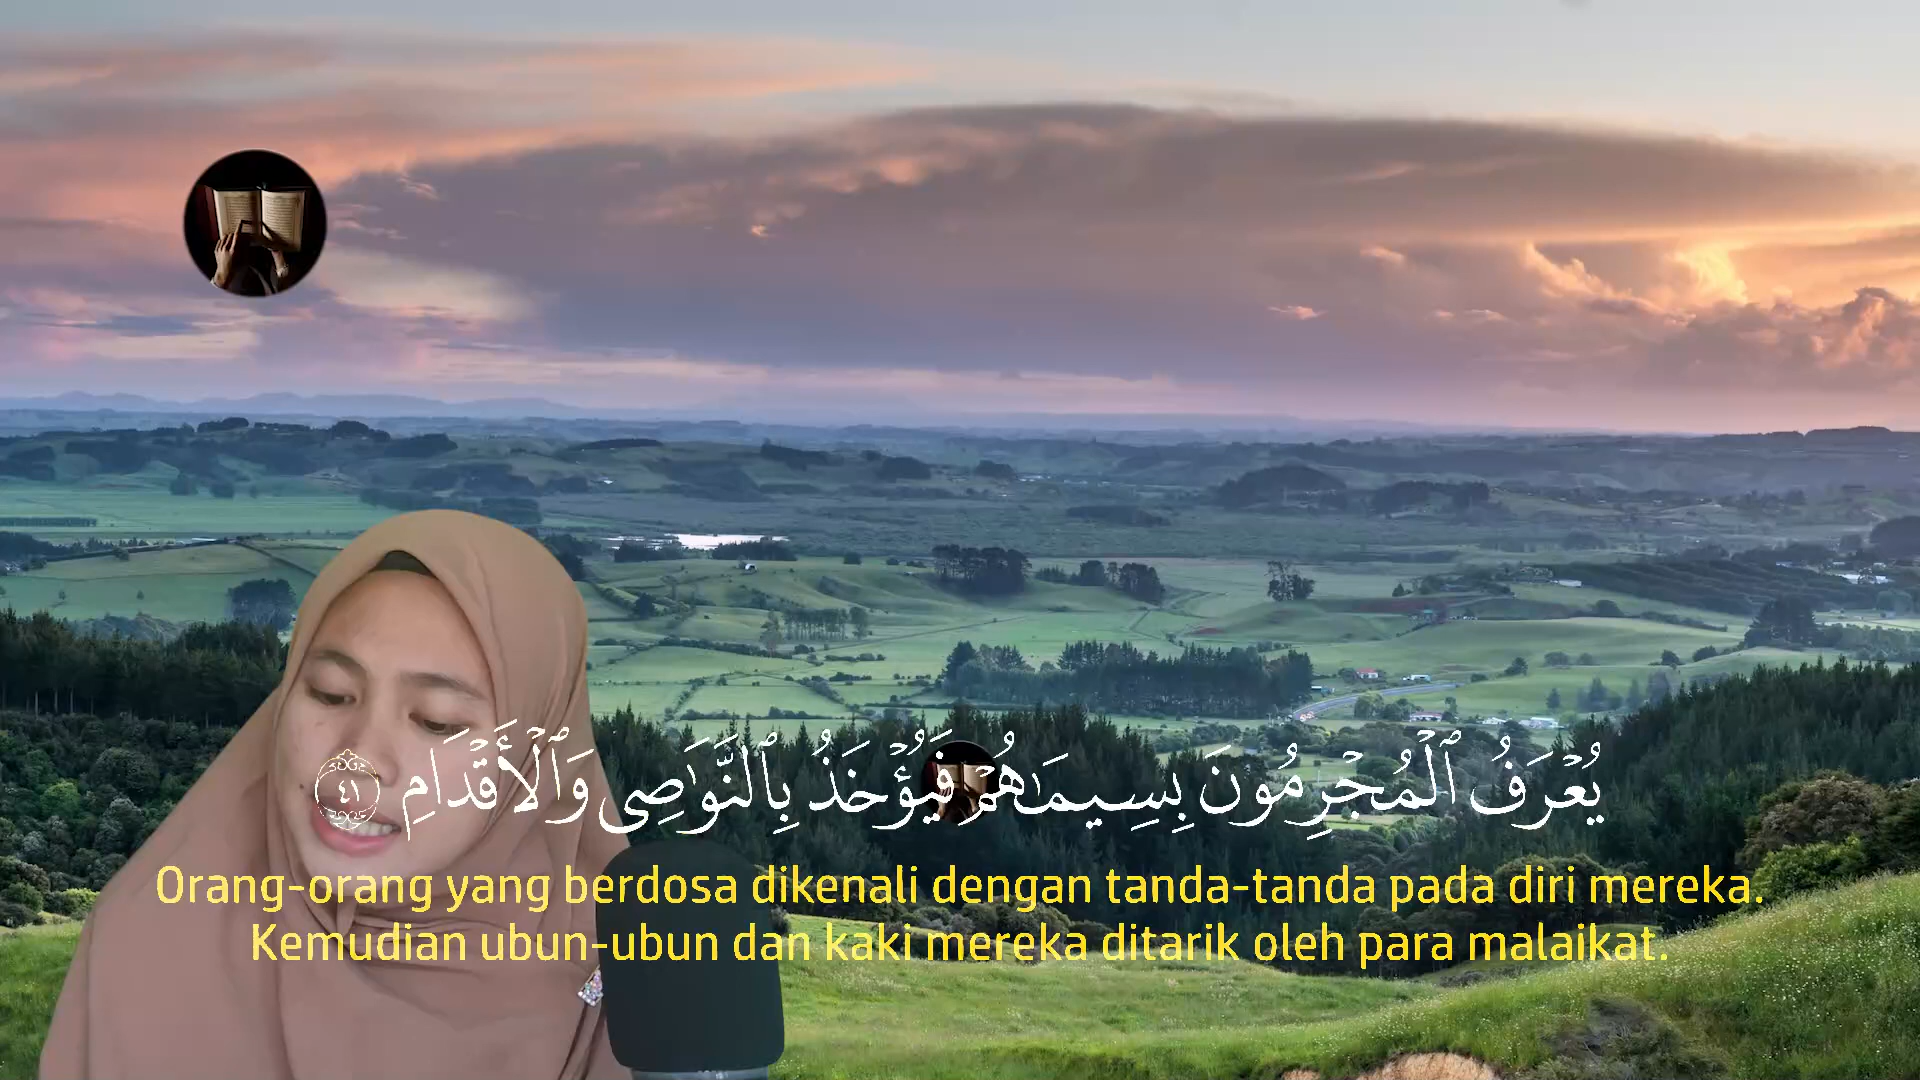 يُعْرَفُ ٱلْمُجْرِمُونَ بِسِيمَـٰهُمْ فَيُؤْخَذُ بِٱلنَّوَٰصِى وَٱلْأَقْدَامِ ٤١
Orang-orang yang berdosa dikenali dengan tanda-tanda pada diri mereka.
Kemudian ubun-ubun dan kaki mereka ditarik oleh para malaikat.